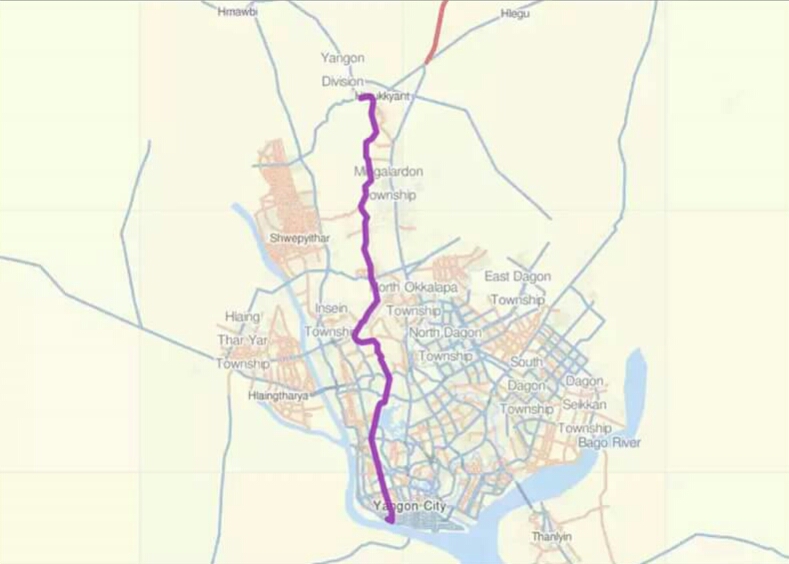 Hmawbi
Hlegu
Yangon
Division
Mingalardon
Township
Shwepyithar
East Dagon
Township
North Okkalapa
Township
Insein
Township
Hlaing
Thar Yar
Township
North Dagon
Township
South
Dagon
Township
Dagon
Seikkan
Township
Hlaingtharya
Bago River
Yangon City
Thanlyin